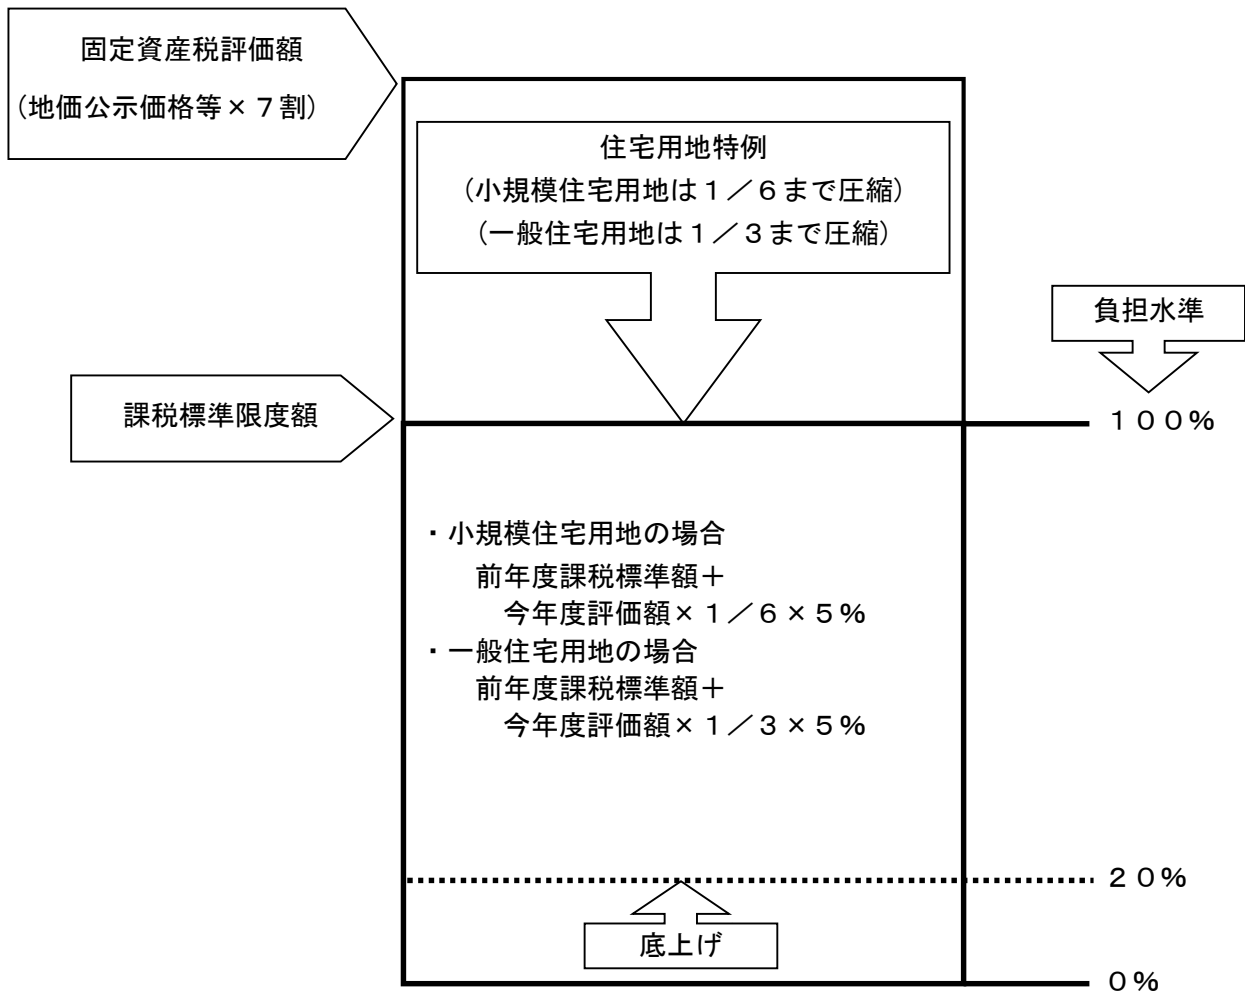 固定資産税評価額
（地価公示価格等×７割）
住宅用地特例
（小規模住宅用地は１／６まで圧縮）
（一般住宅用地は１／３まで圧縮）
負担水準
課税標準限度額
１００%
・小規模住宅用地の場合
前年度課税標準額＋
今年度評価額×１／６×５%
・一般住宅用地の場合
前年度課税標準額＋
今年度評価額×１／３×５%
２０%
底上げ
０%